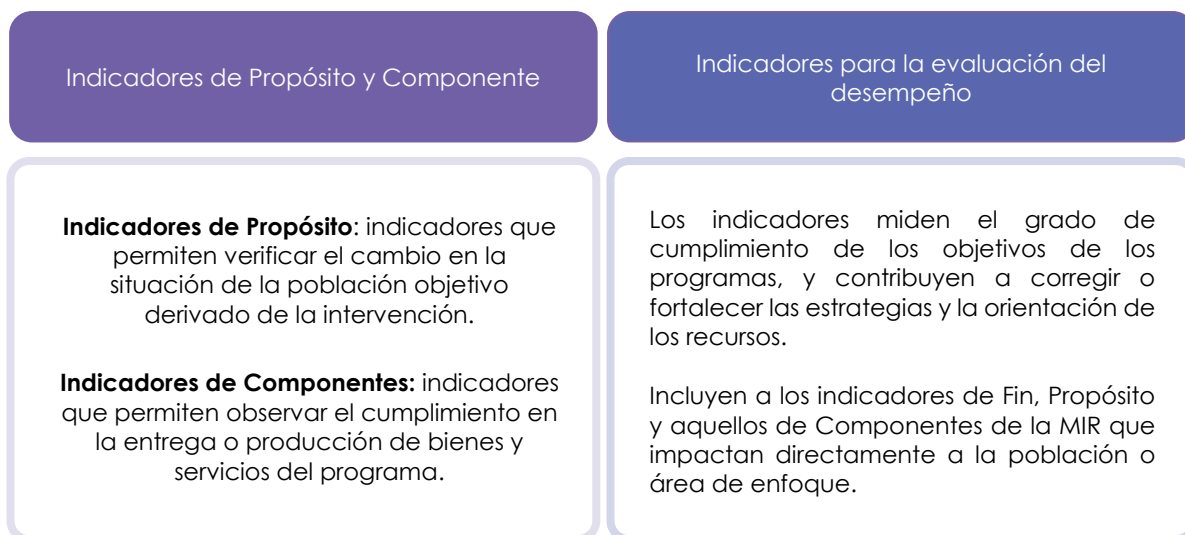 Indicadores de Propósito y Componente
Indicadores de Propósito: indicadores que
permiten verificar el cambio en la
situación de la población objetivo
derivado de la intervención.
Indicadores de Componentes: indicadores
que permiten observar el cumplimiento en
la entrega o producción de bienes y
servicios del programa.
Indicadores para la evaluación del
desempeño
Los indicadores miden el grado de
cumplimiento de los objetivos de los
programas, y contribuyen a corregir o
fortalecer las estrategias y la orientación de
los recursos.
Incluyen a los indicadores de Fin, Propósito
y aquellos de Componentes de la MIR que
impactan directamente a la población o
área de enfoque.